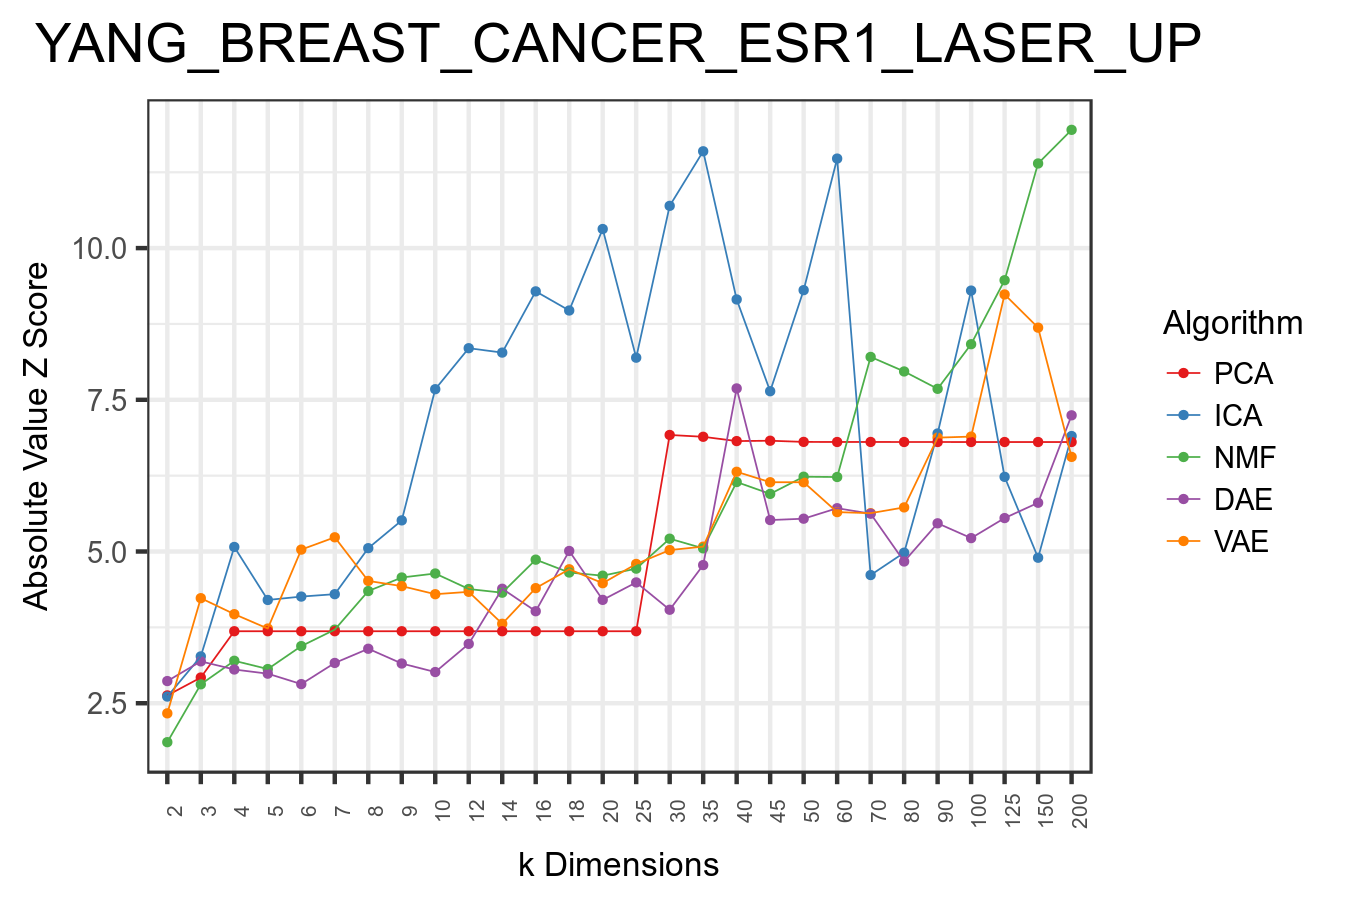 YANG_BREAST_CANCER_ESR1_LASER_UP
Absolute Value Z Score
10.0
7.5
5.0
2.5
2 3 4 5 6 7 8 9 10 12 14 16 18 20 25 30 35 40 45 50 60 70 80 90 100 125 150 200
k Dimensions
Algorithm
PCA
ICA
NMF
DAE
VAE